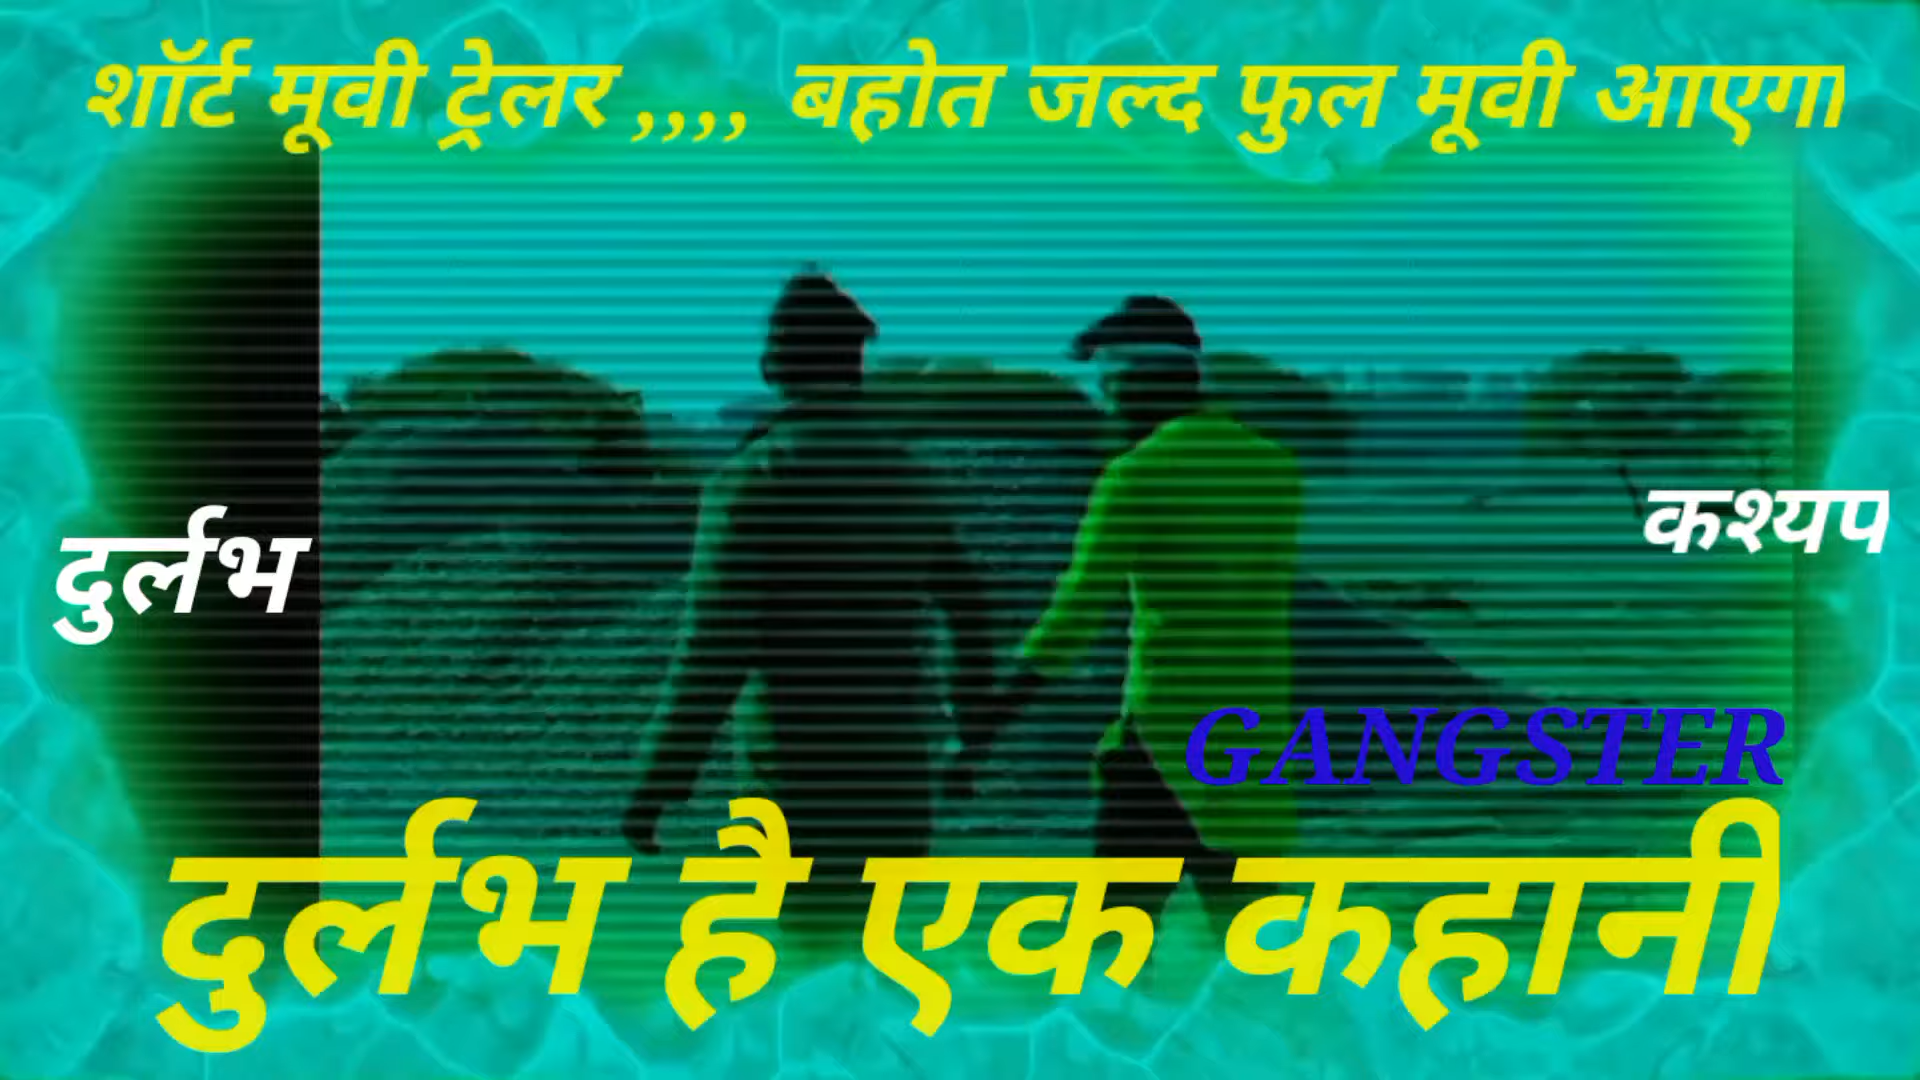 शॉर्ट मूवी ट्रेलर ,,,, बहोत जल्द फुल मूवी आएगा
दुर्लभ
कश्यप
GANGSTER
दुर्लभ है एक कहानी